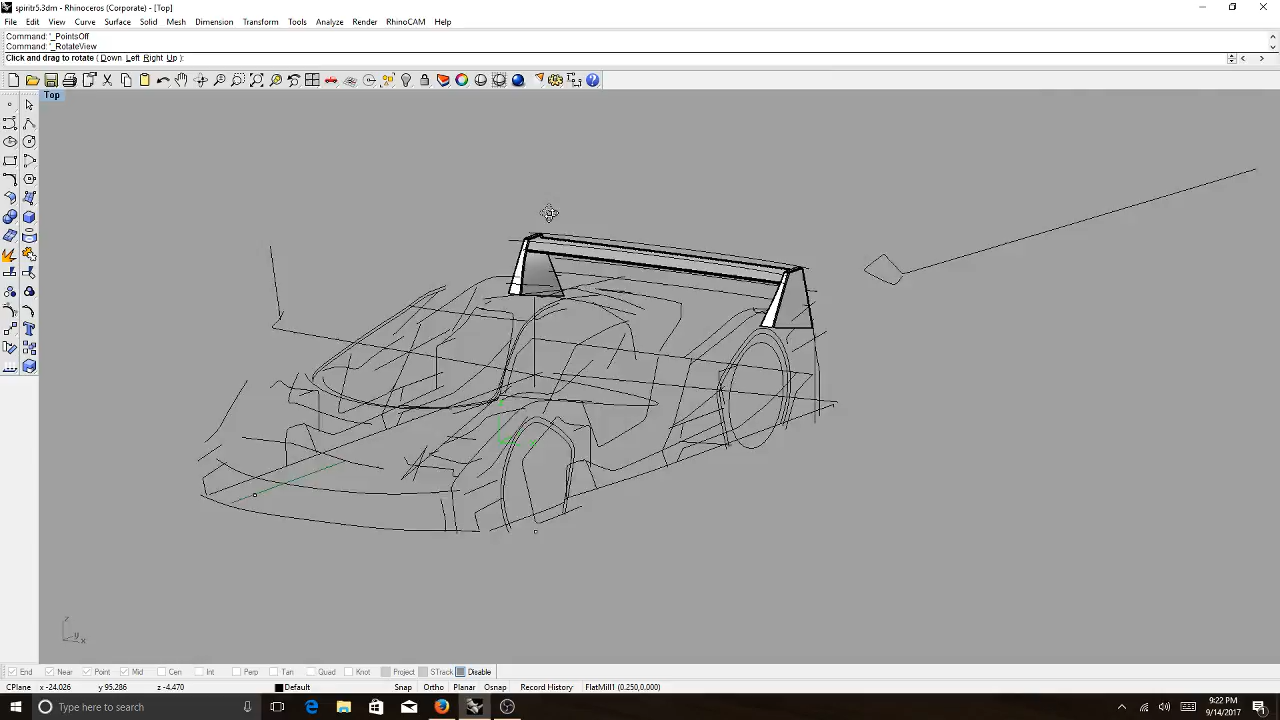 spiritr5.3dm - Rhinoceros (Corporate) - [Top]
File Edit View Curve Surface Solid Mesh Dimension Transform Tools Analyze Render RhinoCAM Help
Command: '_PointsOff
Command: '_RotateView
Click and drag to rotate ( Down Left Right Up ):
Top
z
y
x
End Near Point Mid Cen Int Perp Tan Quad Knot Project STrack Disable
CPlane x -24.026 y 95.286 z -4.470 Default Snap Ortho Planar Osnap Record History FlatMill1 (0.250,0.000)
Type here to search
9:22 PM
9/14/2017